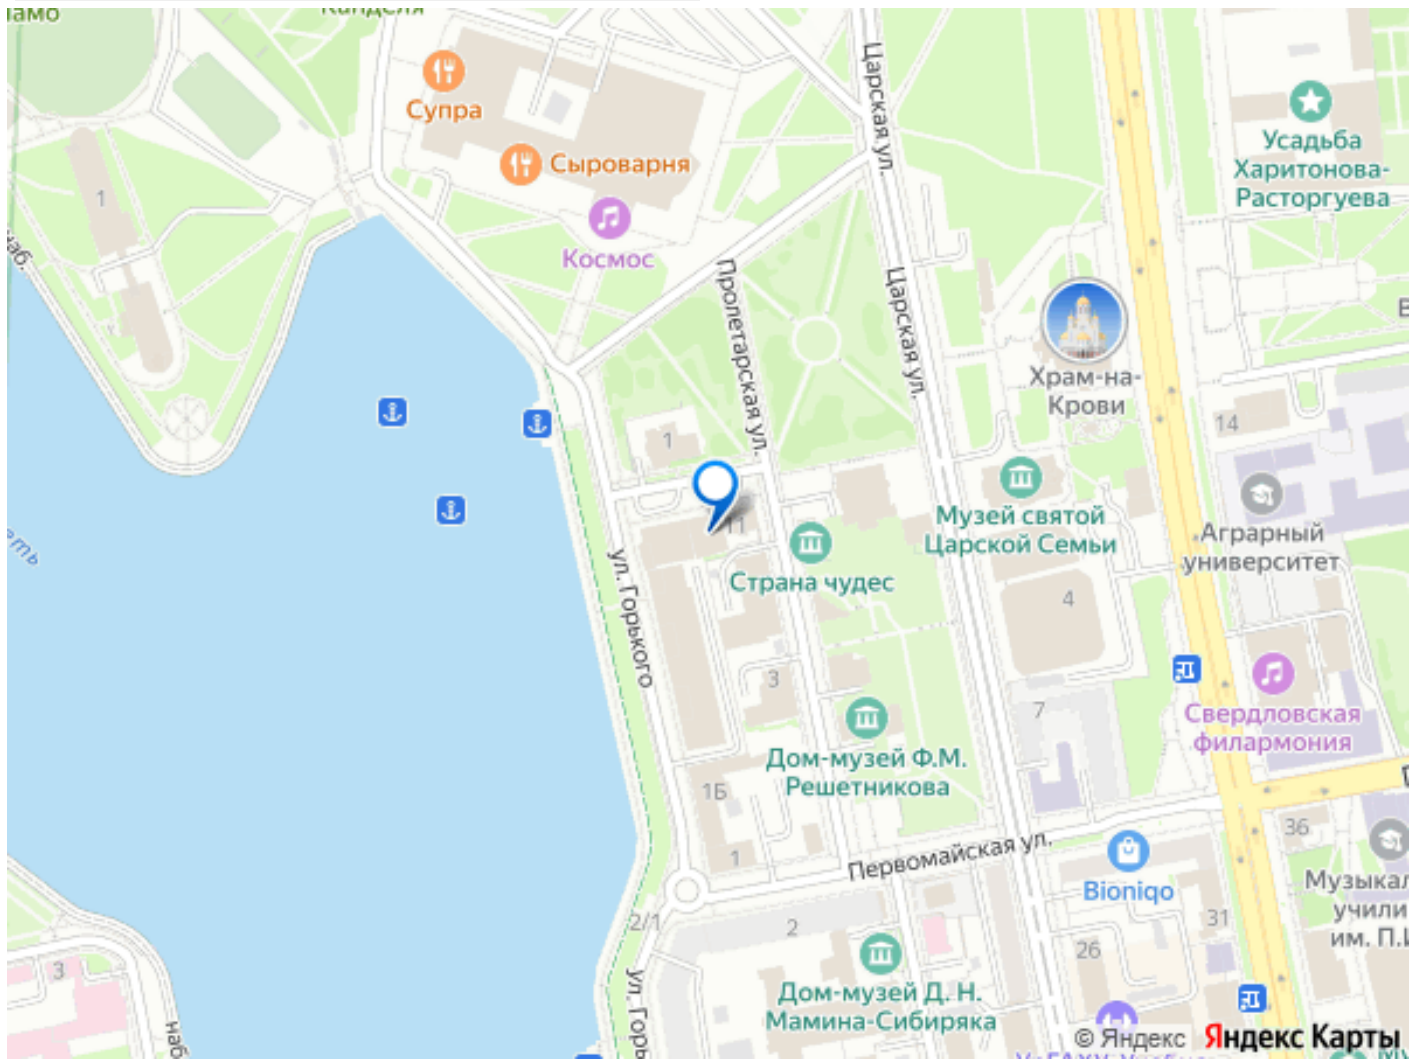 Супра
Сыроварня
Космос
Царская ул.
Усадьба
Харитонова-
Расторгуева
1
наб.
Пролетарская ул.
Царская ул.
Храм-на-
Крови
14
1
11
Музей святой
Царской Семьи
Аграрный
университет
Страна чудес
ул. Горького
4
3
7
Свердловская
филармония
Дом-музей Ф.М.
Решетникова
1Б
1
Первомайская ул.
36
Bioniqo
31
2/1
2
26
3
Дом-музей Д. Н.
Мамина-Сибиряка
© Яндекс Яндекс Карты